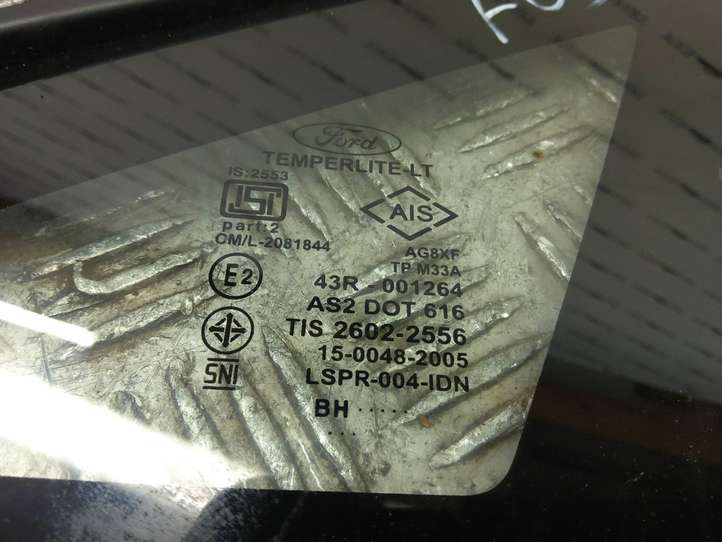 Ford
TEMPERLITE-LT
IS:2553
ISI
part:2
CM/L-2081844
AIS
AG8XF
TP M33A
E2
43R - 001264
AS2 DOT 616
TIS 2602-2556
15-0048-2005
SNI
LSPR-004-IDN
BH .....
....